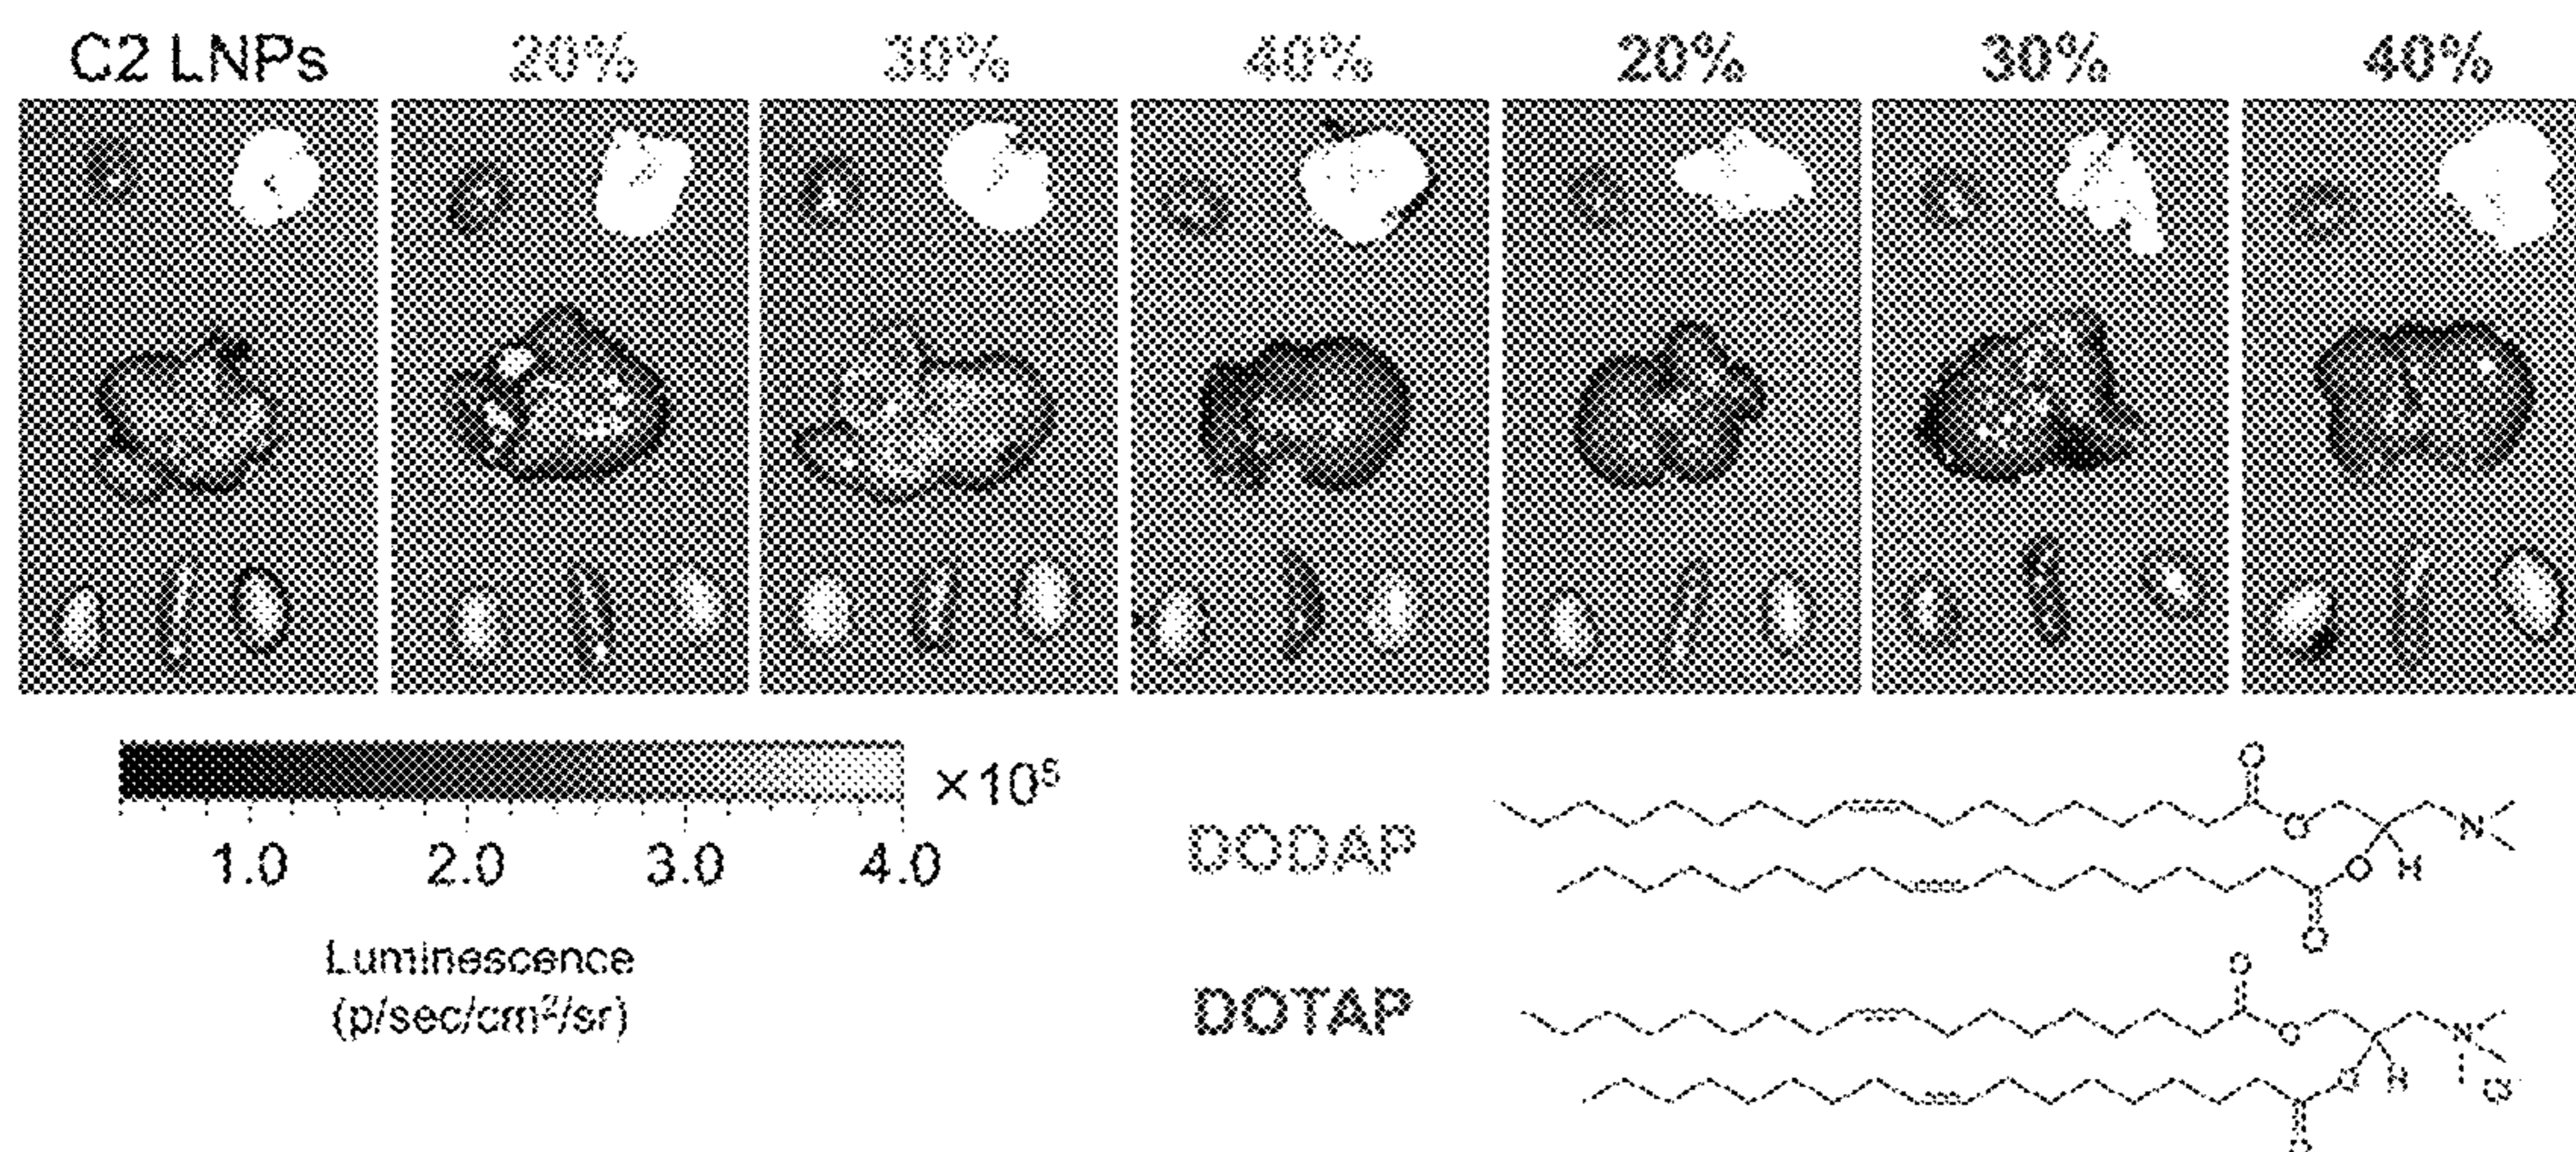 C2 LNPs 20% 30% 40% 20% 30% 40%
×10⁵
1.0 2.0 3.0 4.0
Luminescence
(p/sec/cm²/sr)
DODAP
O
O N
O H
O
DOTAP
O
O N
O H
Cl
O